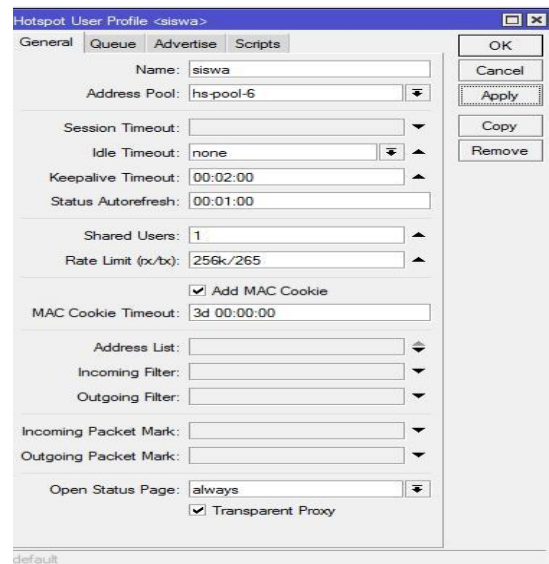 Hotspot User Profile <siswa>
General Queue Advertise Scripts
OK
Name: siswa
Cancel
Address Pool: hs-pool-6
Apply
Session Timeout:
Copy
Idle Timeout: none
Remove
Keepalive Timeout: 00:02:00
Status Autorefresh: 00:01:00
Shared Users: 1
Rate Limit (rx/tx): 256k/265
Add MAC Cookie
MAC Cookie Timeout: 3d 00:00:00
Address List:
Incoming Filter:
Outgoing Filter:
Incoming Packet Mark:
Outgoing Packet Mark:
Open Status Page: always
Transparent Proxy
default